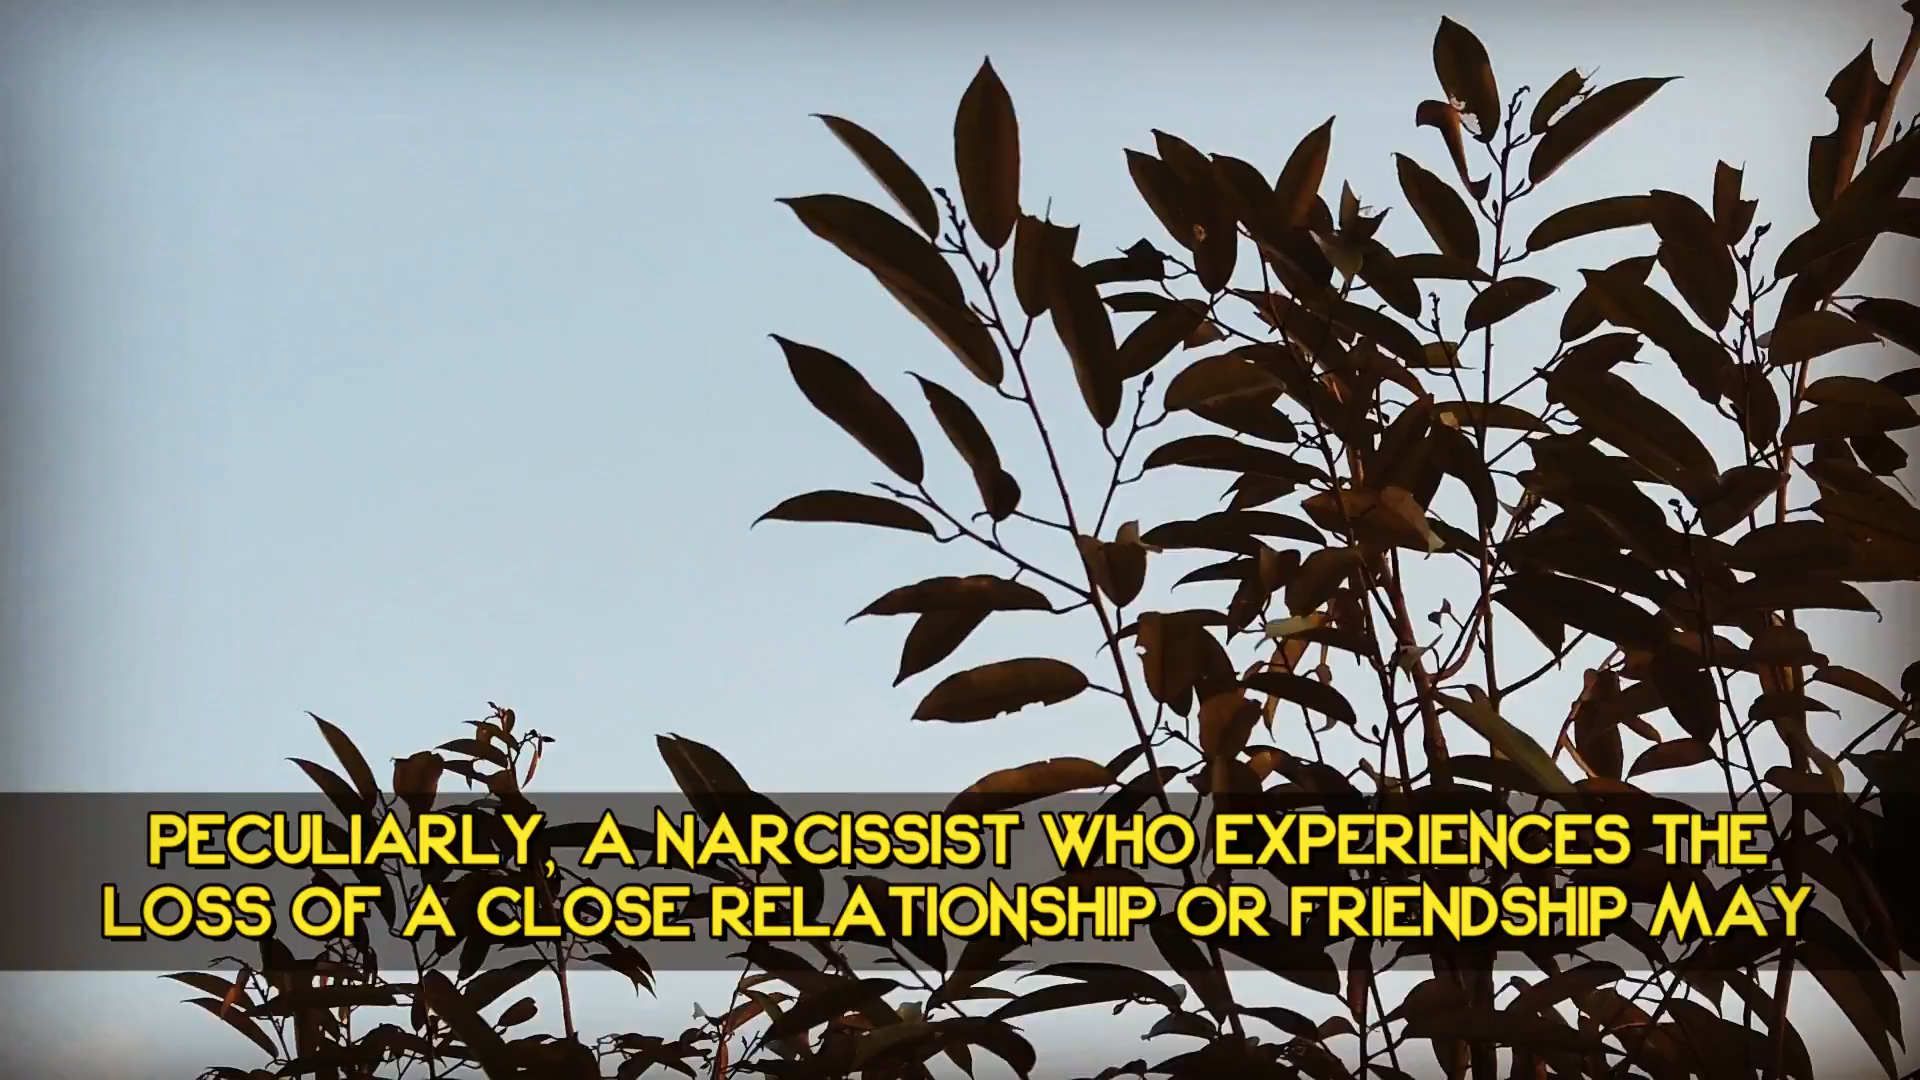 PECULIARLY, A NARCISSIST WHO EXPERIENCES THE
LOSS OF A CLOSE RELATIONSHIP OR FRIENDSHIP MAY